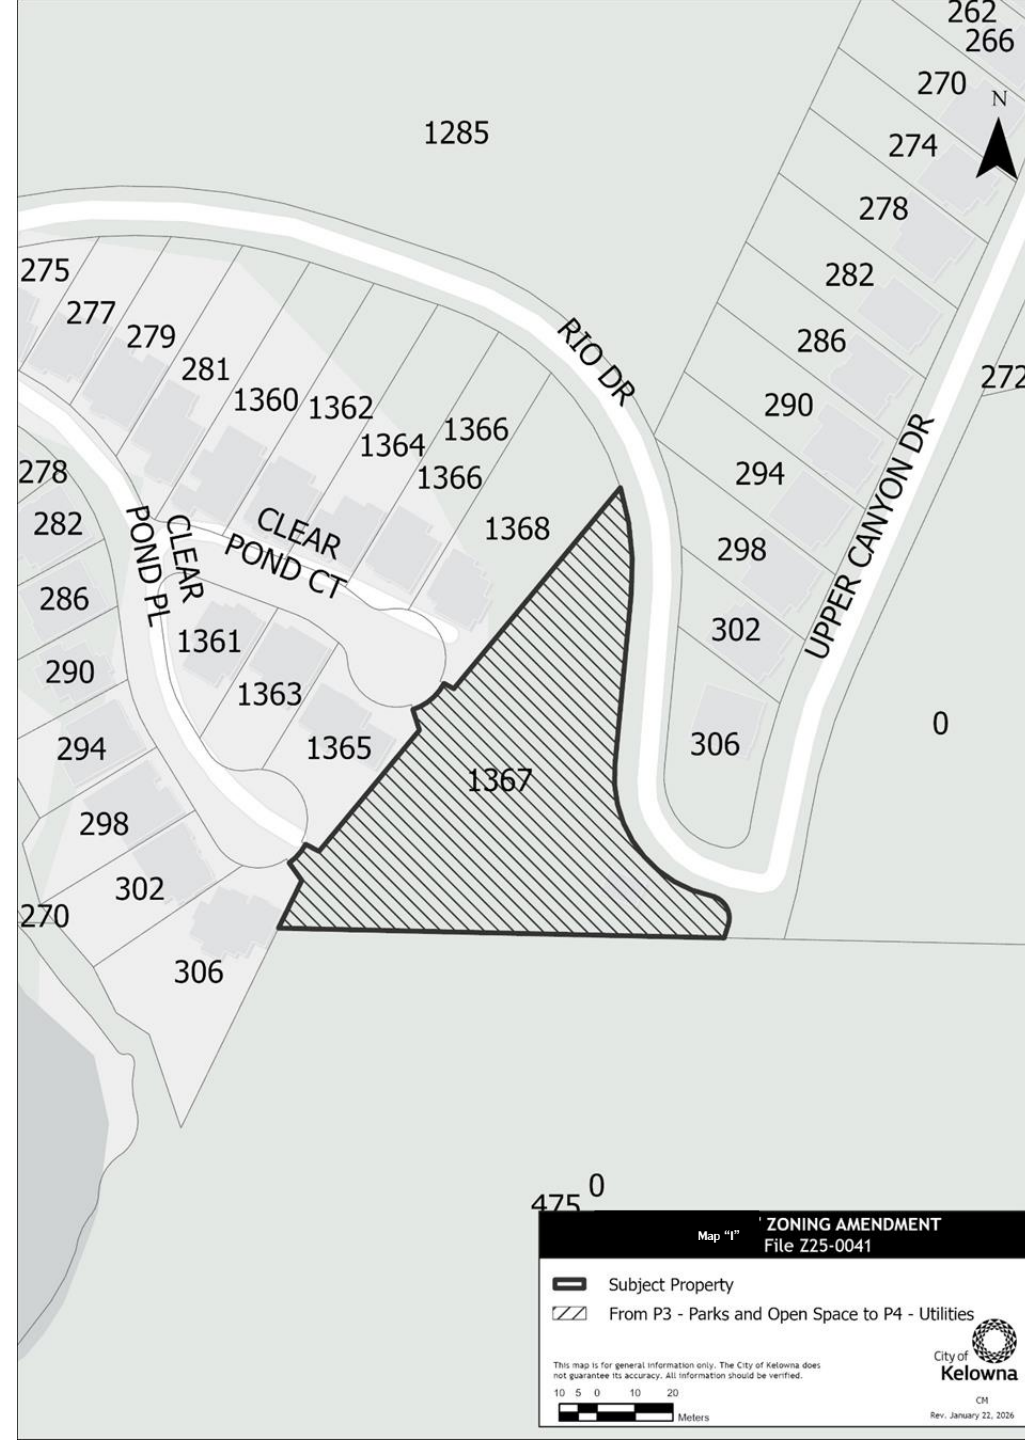 262
266
270
N
1285
274
278
275
282
277
279
286
281
RIO DR
272
1360
1362
290
1364
1366
1366
278
294
282
CLEAR
POND PL
CLEAR
POND CT
1368
298
UPPER CANYON DR
286
302
1361
290
1363
294
1365
306
0
1367
298
302
270
306
0
475
Map "I"
ZONING AMENDMENT
File Z25-0041
Subject Property
From P3 - Parks and Open Space to P4 - Utilities
City of
Kelowna
This map is for general information only. The City of Kelowna does
not guarantee its accuracy. All information should be verified.
10 5 0 10 20
Meters
CM
Rev. January 22, 2026